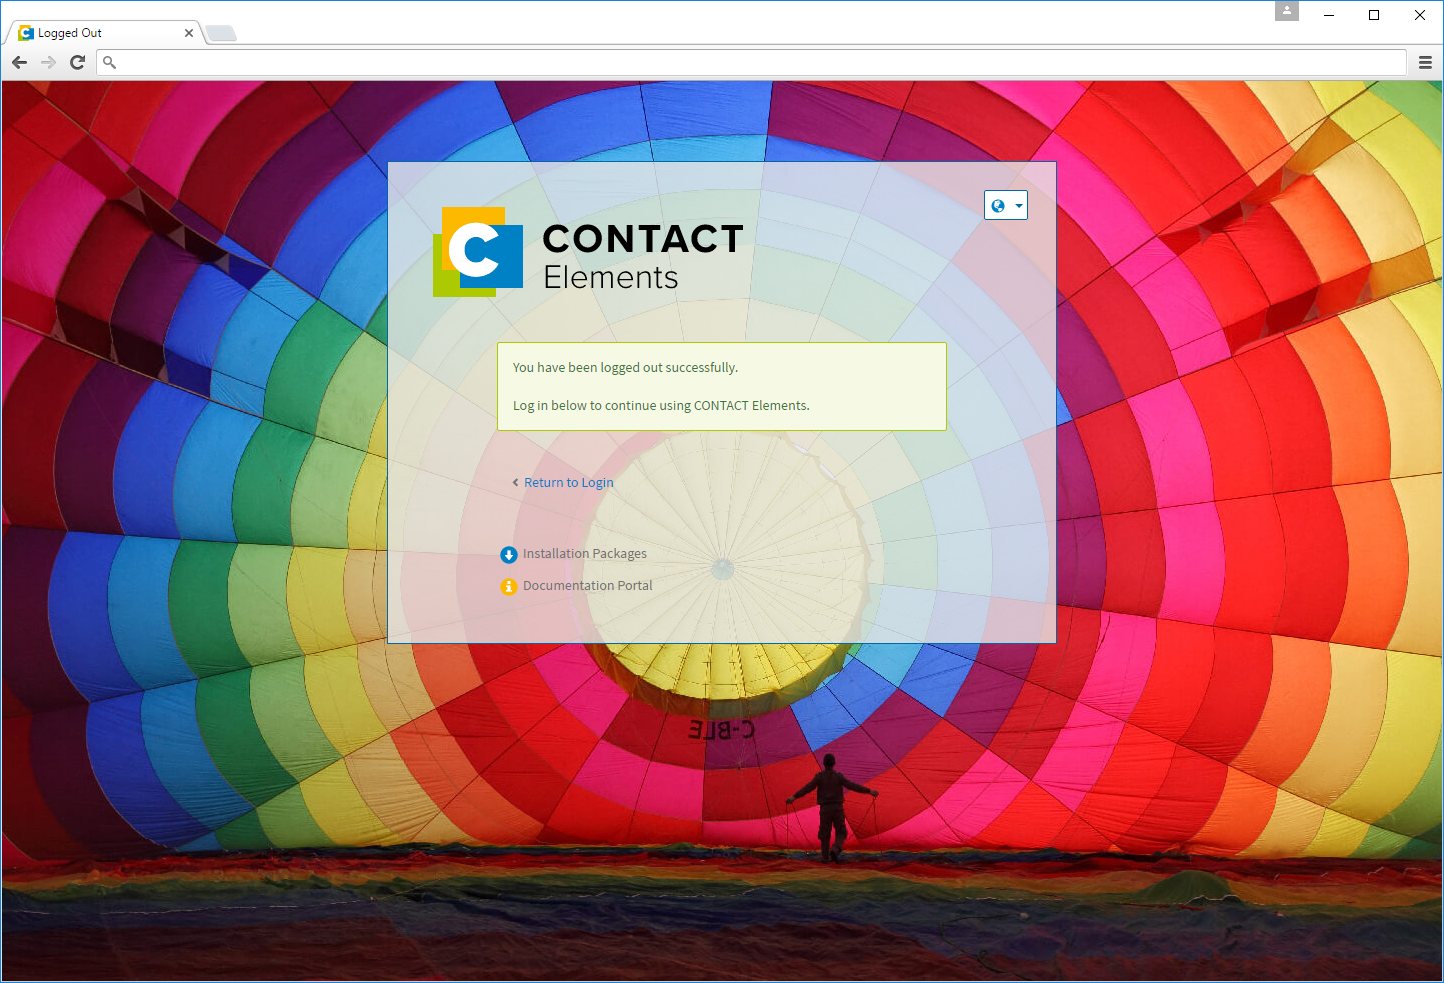 Logged Out
CONTACT
Elements
You have been logged out successfully.
Log in below to continue using CONTACT Elements.
Return to Login
Installation Packages
Documentation Portal
C-BLE